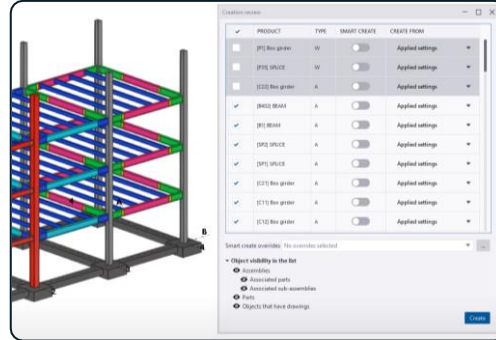 Creation review
PRODUCT TYPE SMART CREATE CREATE FROM
[P1] Box girder W Applied settings
[P35] SPLICE W Applied settings
[C22] Box girder A Applied settings
[B402] BEAM A Applied settings
[B1] BEAM A Applied settings
[SP2] SPLICE A Applied settings
[SP1] SPLICE A Applied settings
[C21] Box girder A Applied settings
[C11] Box girder A Applied settings
[C12] Box girder A Applied settings
Smart create overrides No overrides selected ...
Object visibility in the list
Assemblies
Associated parts
Associated sub-assemblies
Parts
Objects that have drawings
Create
A
B